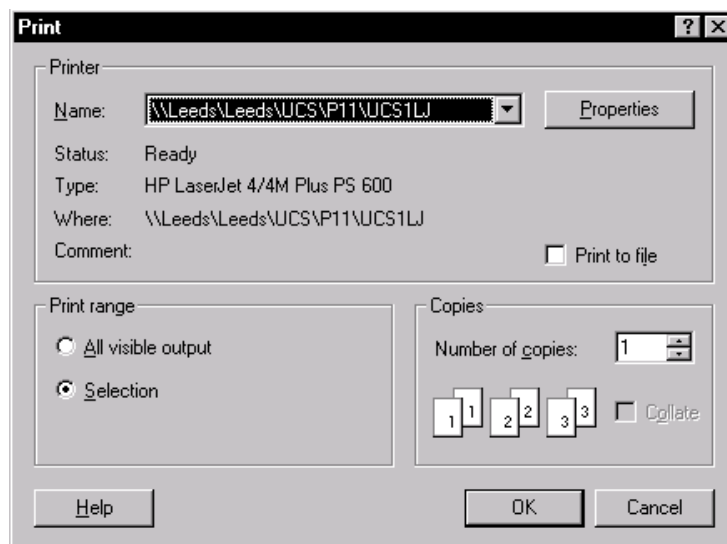 Print
Printer
Name: \\Leeds\Leeds\UCS\P11\UCS1LJ Properties
Status: Ready
Type: HP LaserJet 4/4M Plus PS 600
Where: \\Leeds\Leeds\UCS\P11\UCS1LJ
Comment: Print to file
Print range
All visible output
Selection
Copies
Number of copies: 1
1 1 2 2 3 3 Collate
Help OK Cancel